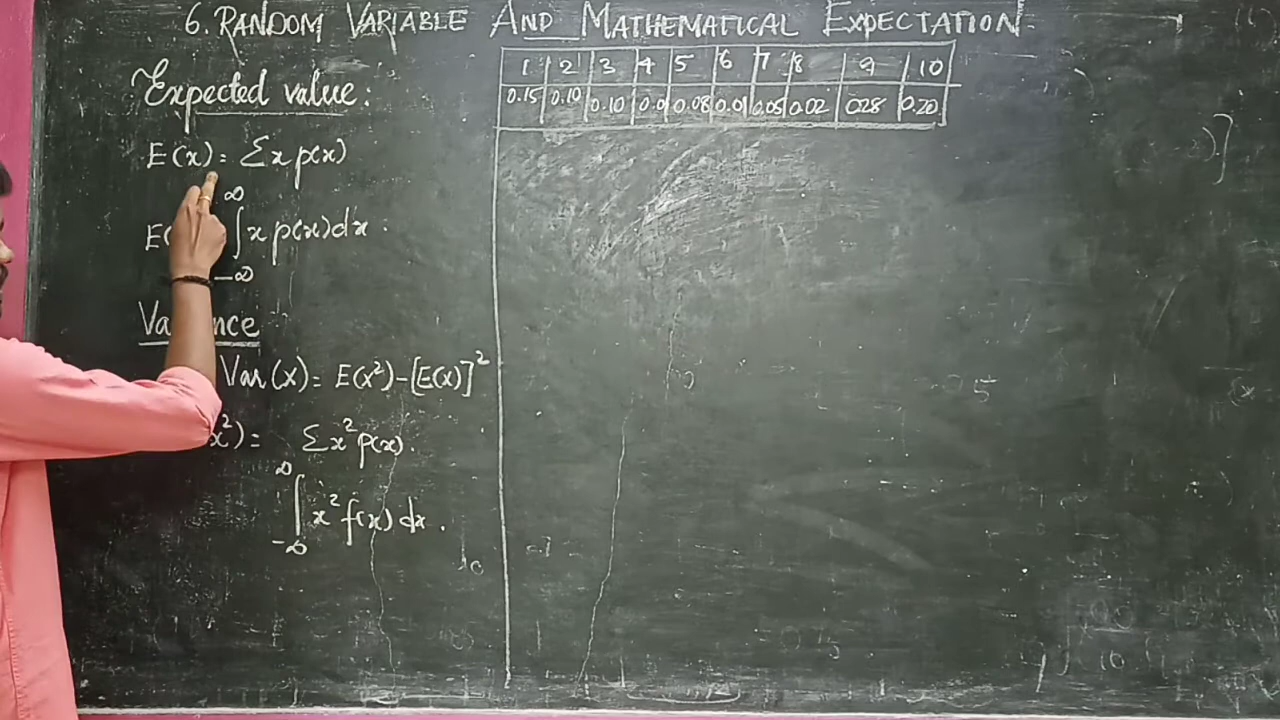 6. RANDOM VARIABLE AND MATHEMATICAL EXPECTATION
Expected value:
E(x) = Σx p(x)
∞
∫ x p(x)dx.
-∞
Var(x) = E(x²) - [E(x)]²
x²) = Σx² p(x).
∞
∫ x² f(x) dx.
-∞
1 2 3 4 5 6 7 8 9 10
0.15 0.10 0.10 0.08 0.05 0.02 0.28 0.20